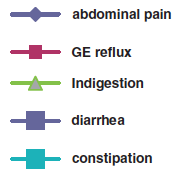 abdominal pain
GE reflux
Indigestion
diarrhea
constipation